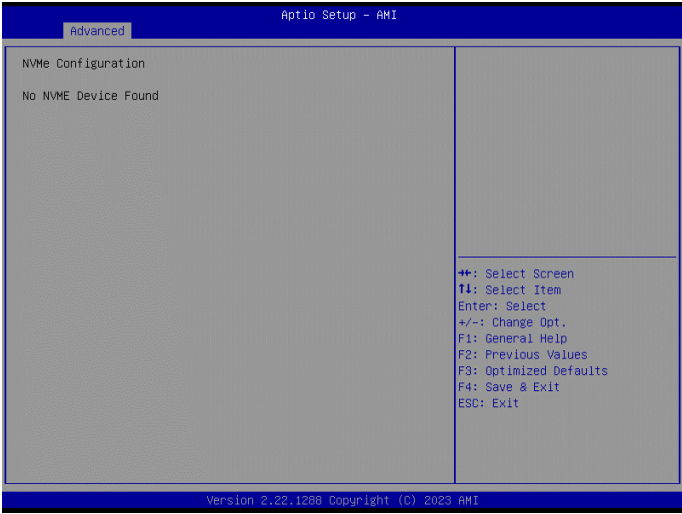 Aptio Setup – AMI
Advanced
NVMe Configuration
No NVME Device Found
→←: Select Screen
↑↓: Select Item
Enter: Select
+/-: Change Opt.
F1: General Help
F2: Previous Values
F3: Optimized Defaults
F4: Save & Exit
ESC: Exit
Version 2.22.1288 Copyright (C) 2023 AMI